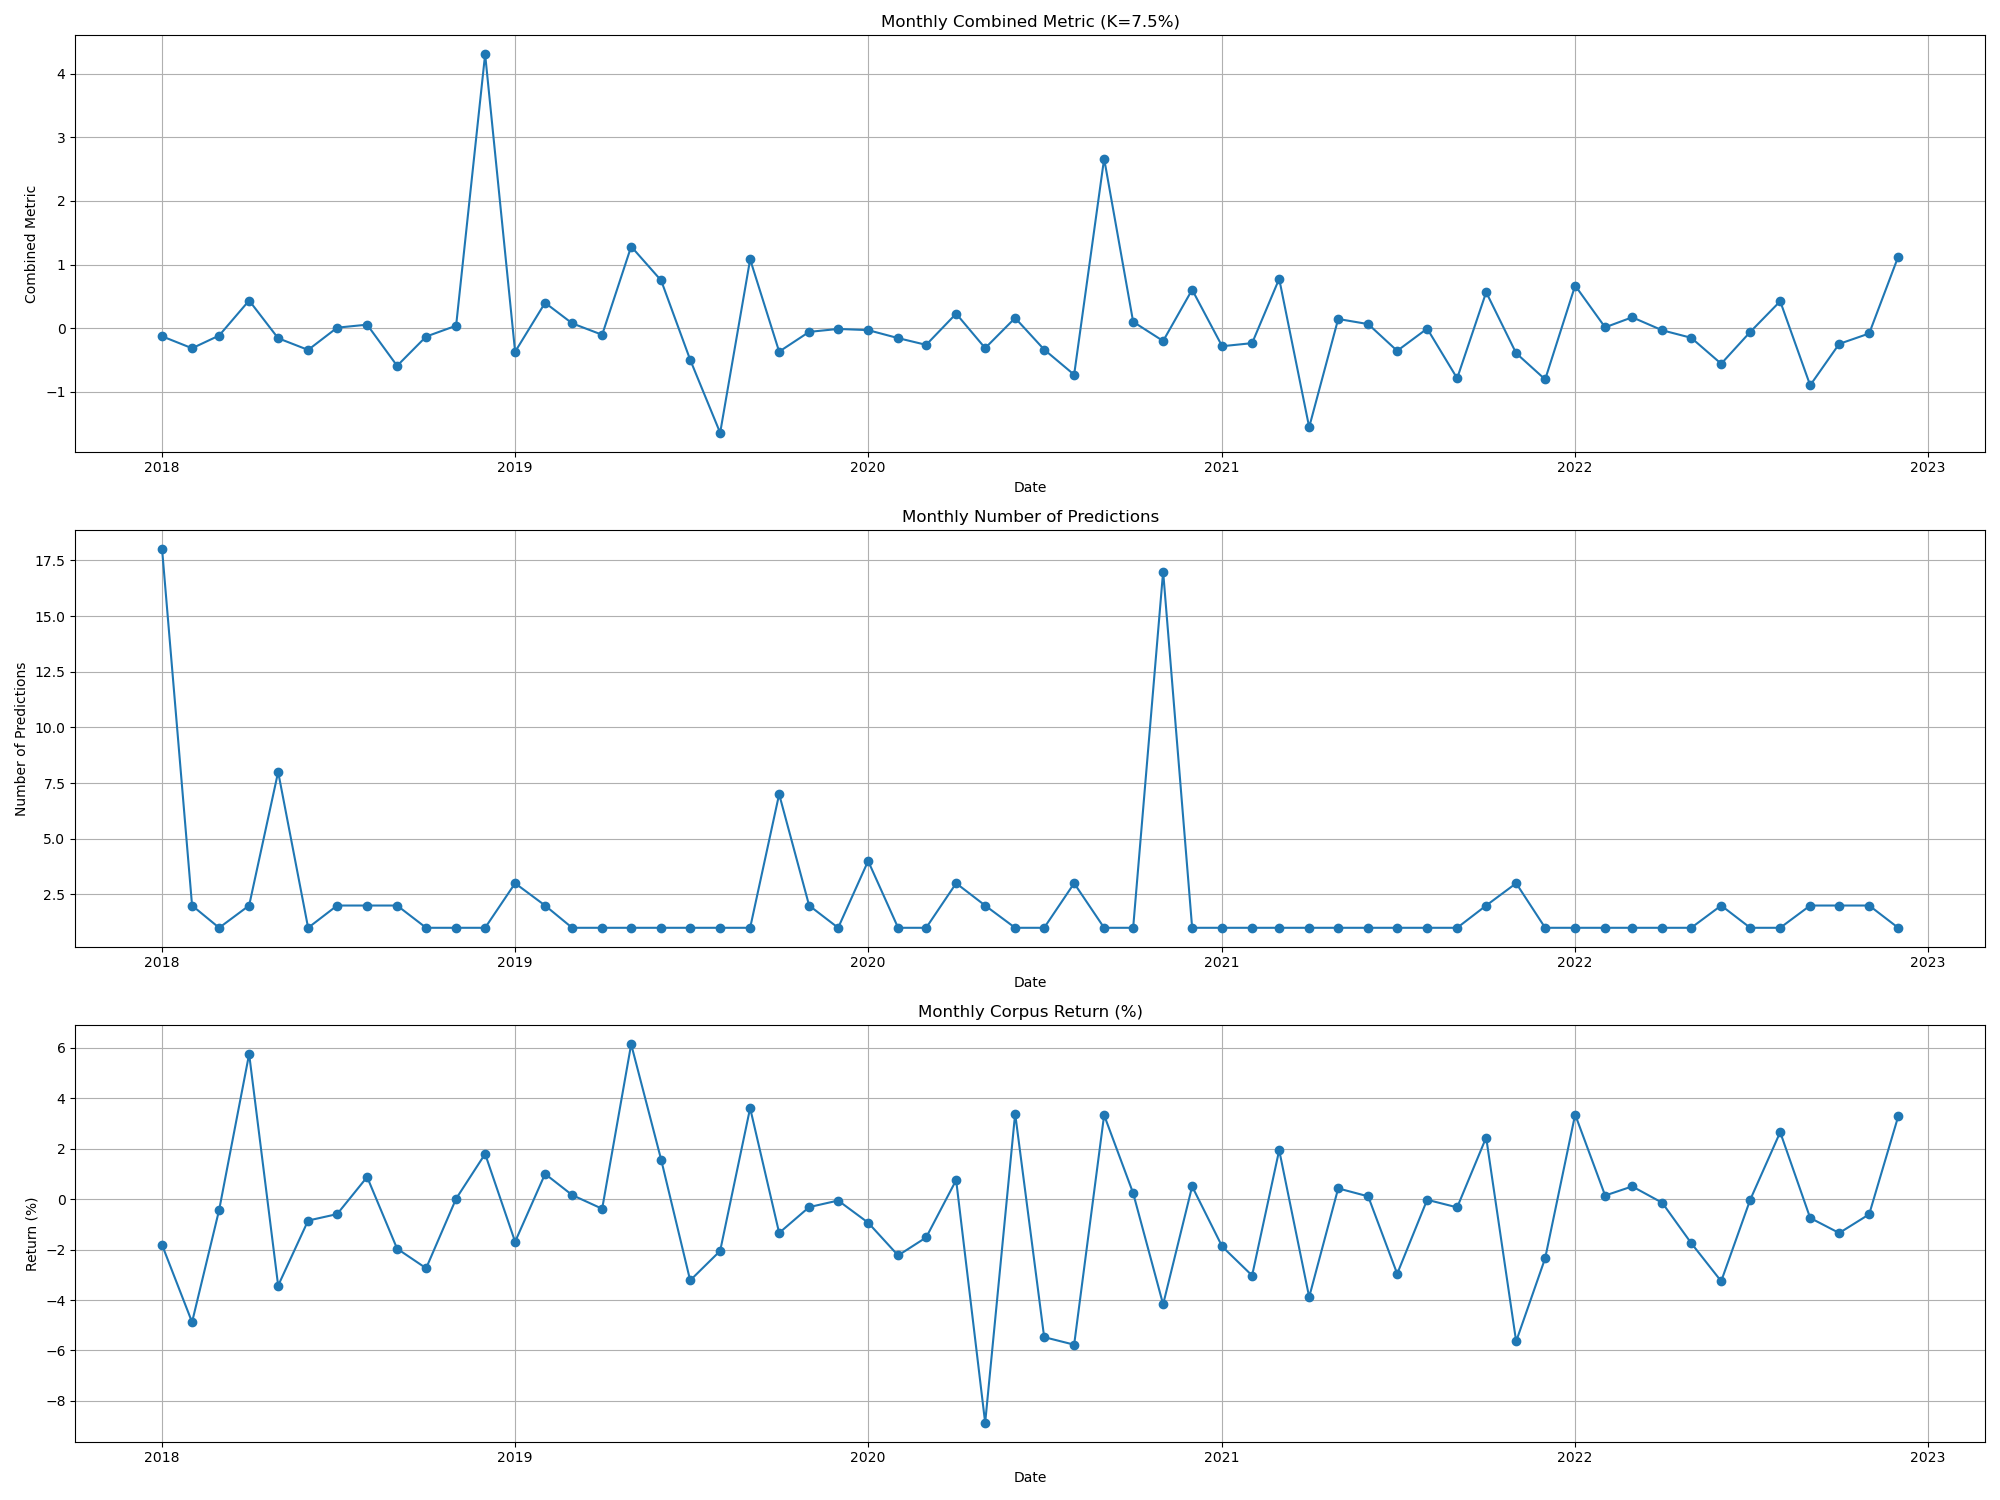 Monthly Combined Metric (K=7.5%)
4
3
2
1
0
−1
Combined Metric
2018 2019 2020 2021 2022 2023
Date
Monthly Number of Predictions
17.5
15.0
12.5
10.0
7.5
5.0
2.5
Number of Predictions
2018 2019 2020 2021 2022 2023
Date
Monthly Corpus Return (%)
6
4
2
0
−2
−4
−6
−8
Return (%)
2018 2019 2020 2021 2022 2023
Date